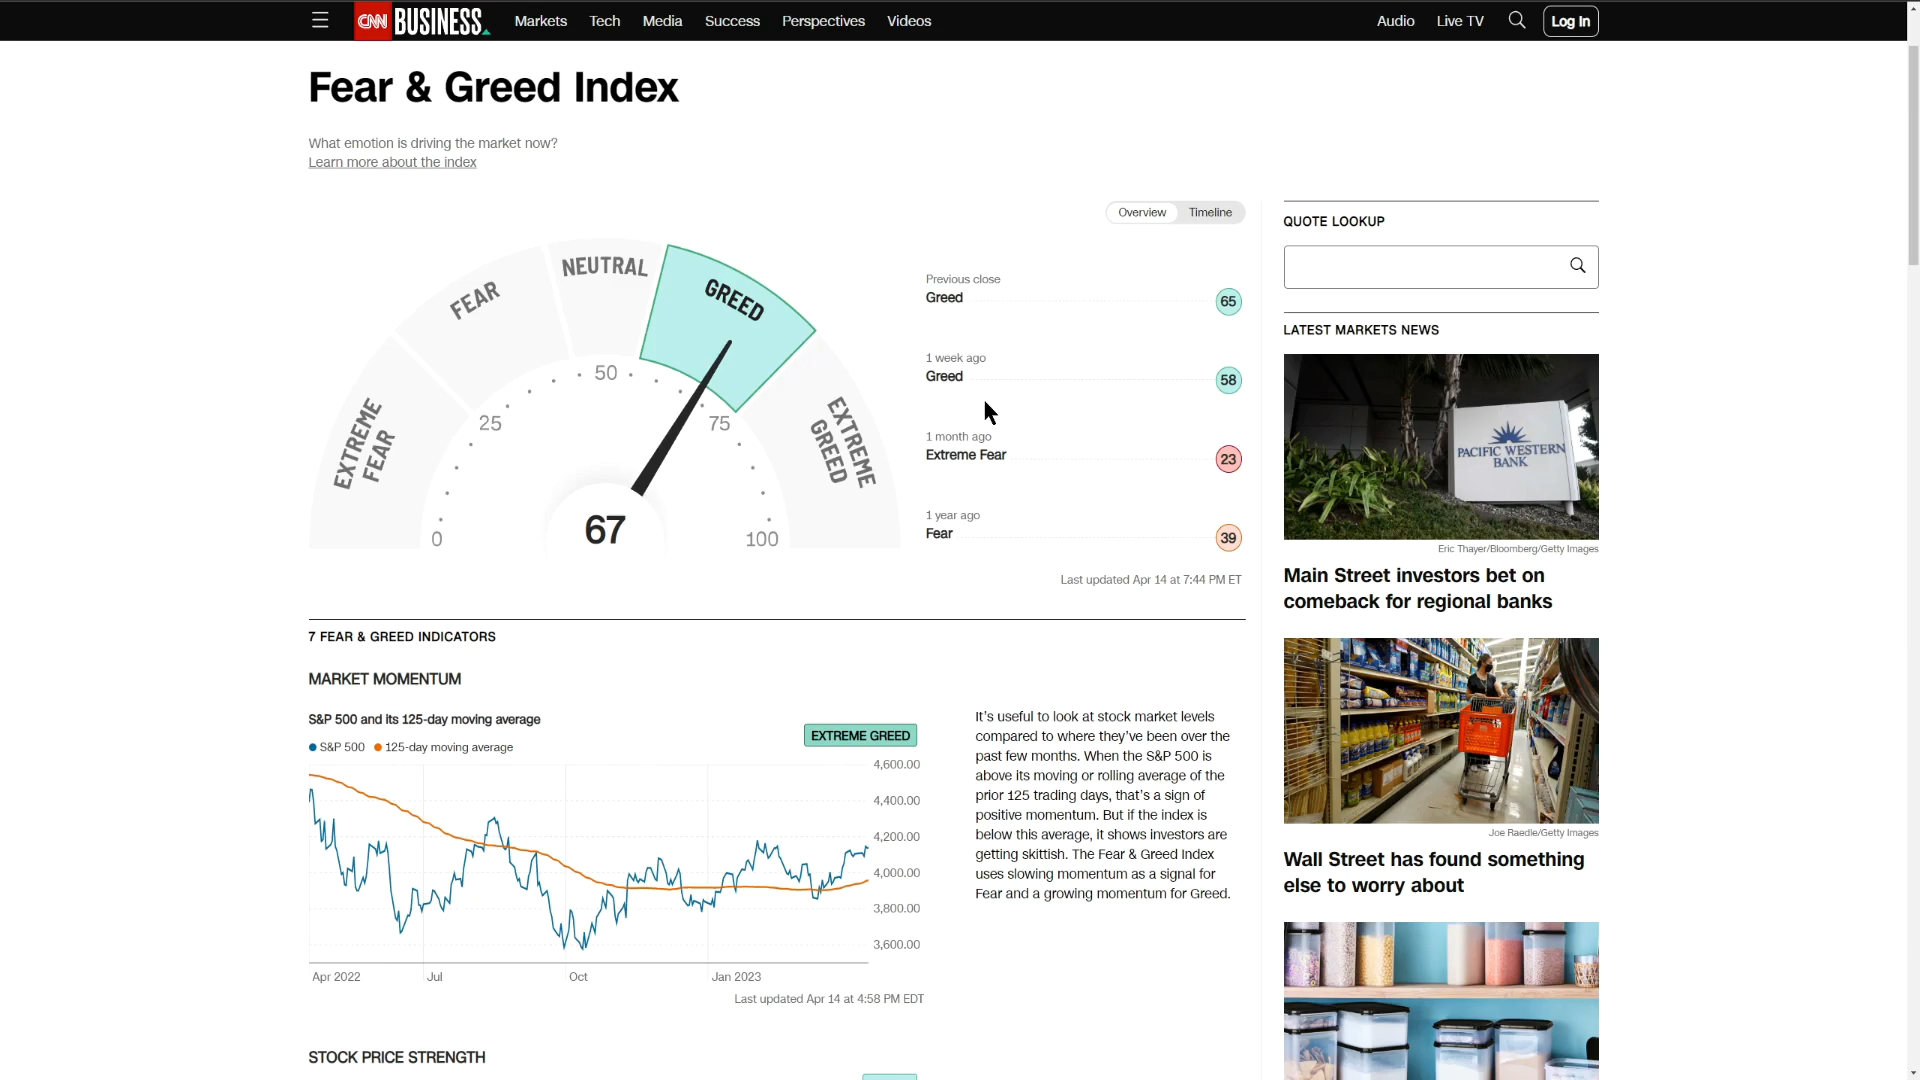 CNN BUSINESS
Markets Tech Media Success Perspectives Videos
Audio Live TV Log In
Fear & Greed Index
What emotion is driving the market now?
Learn more about the index
Overview Timeline
EXTREME FEAR
FEAR
NEUTRAL
GREED
EXTREME GREED
0
25
50
75
100
67
Previous close
Greed 65
1 week ago
Greed 58
1 month ago
Extreme Fear 23
1 year ago
Fear 39
Last updated Apr 14 at 7:44 PM ET
7 FEAR & GREED INDICATORS
MARKET MOMENTUM
S&P 500 and its 125-day moving average
EXTREME GREED
S&P 500 125-day moving average
4,600.00
4,400.00
4,200.00
4,000.00
3,800.00
3,600.00
Apr 2022 Jul Oct Jan 2023
Last updated Apr 14 at 4:58 PM EDT
It's useful to look at stock market levels
compared to where they've been over the
past few months. When the S&P 500 is
above its moving or rolling average of the
prior 125 trading days, that's a sign of
positive momentum. But if the index is
below this average, it shows investors are
getting skittish. The Fear & Greed Index
uses slowing momentum as a signal for
Fear and a growing momentum for Greed.
STOCK PRICE STRENGTH
QUOTE LOOKUP
LATEST MARKETS NEWS
PACIFIC WESTERN
BANK
Eric Thayer/Bloomberg/Getty Images
Main Street investors bet on
comeback for regional banks
Joe Raedle/Getty Images
Wall Street has found something
else to worry about